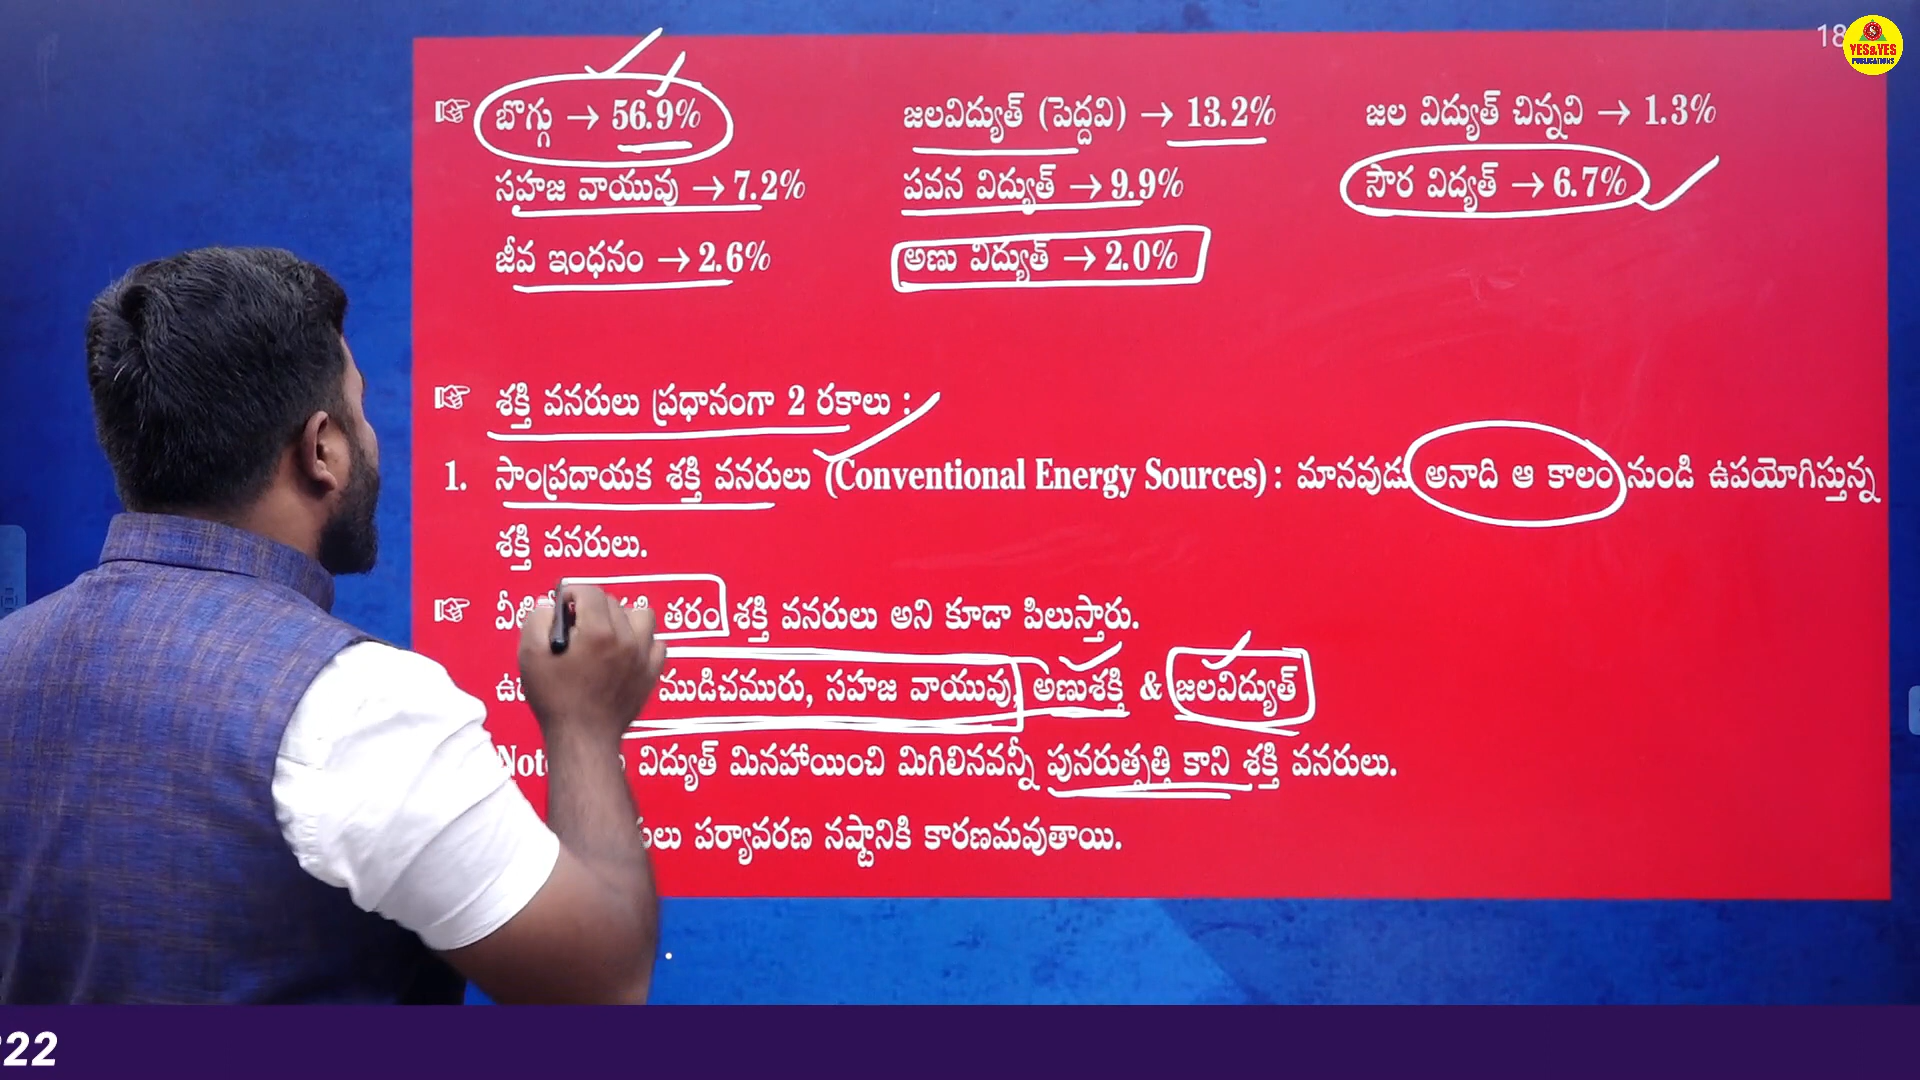 18
YES&YES
PUBLICATIONS
బొగ్గు → 56.9% జలవిద్యుత్ (పెద్దవి) → 13.2% జల విద్యుత్ చిన్నవి → 1.3%
సహజ వాయువు → 7.2% పవన విద్యుత్ → 9.9% సౌర విద్యత్ → 6.7%
జీవ ఇంధనం → 2.6% అణు విద్యుత్ → 2.0%
శక్తి వనరులు ప్రధానంగా 2 రకాలు :
1. సాంప్రదాయక శక్తి వనరులు (Conventional Energy Sources) : మానవుడు అనాది ఆ కాలం నుండి ఉపయోగిస్తున్న
శక్తి వనరులు.
తరం శక్తి వనరులు అని కూడా పిలుస్తారు.
ముడిచమురు, సహజ వాయువు, అణుశక్తి & జలవిద్యుత్
విద్యుత్ మినహాయించి మిగిలినవన్నీ పునరుత్పత్తి కాని శక్తి వనరులు.
పర్యావరణ నష్టానికి కారణమవుతాయి.
22